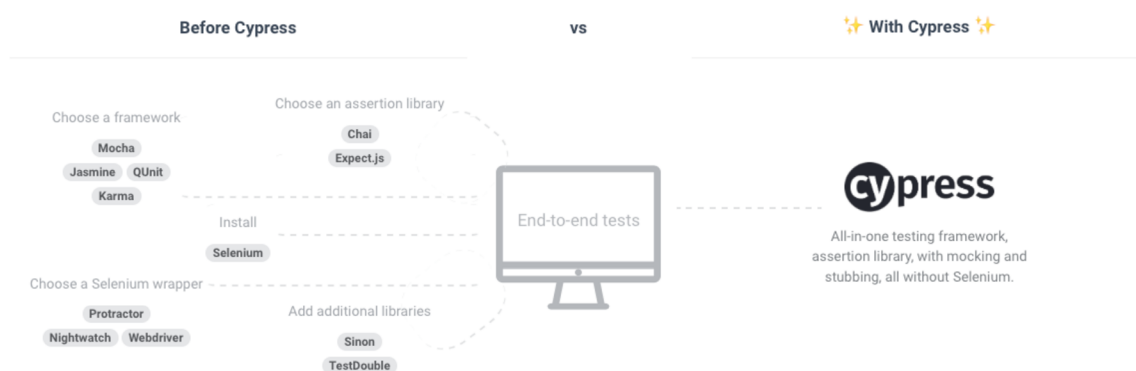 Before Cypress
vs
✨ With Cypress ✨
Choose a framework
Mocha
Jasmine QUnit
Karma
Choose an assertion library
Chai
Expect.js
Install
Selenium
Choose a Selenium wrapper
Protractor
Nightwatch Webdriver
Add additional libraries
Sinon
TestDouble
End-to-end tests
cypress
All-in-one testing framework,
assertion library, with mocking and
stubbing, all without Selenium.